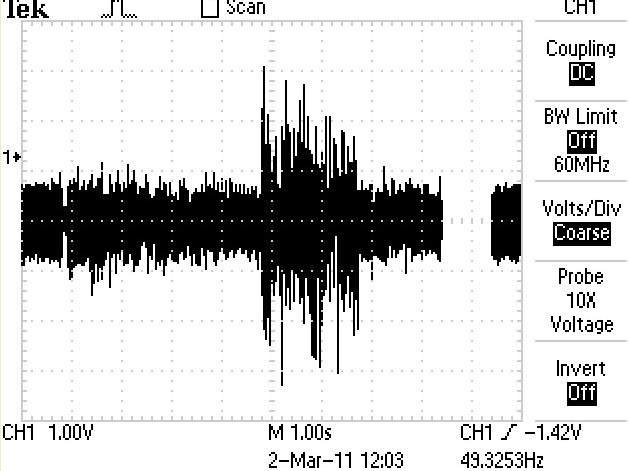 Tek Scan CH1
Coupling
DC
BW Limit
Off
60MHz
1
Volts/Div
Coarse
Probe
10X
Voltage
Invert
Off
CH1 1.00V M 1.00s CH1 -1.42V
2-Mar-11 12:03 49.3253Hz